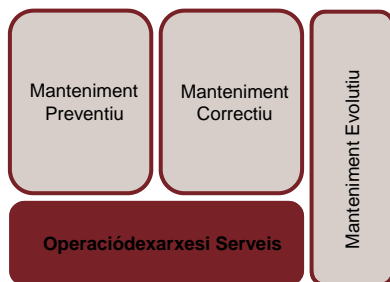 Manteniment
Preventiu
Manteniment
Correctiu
Manteniment Evolutiu
Operaciódexarxesi Serveis